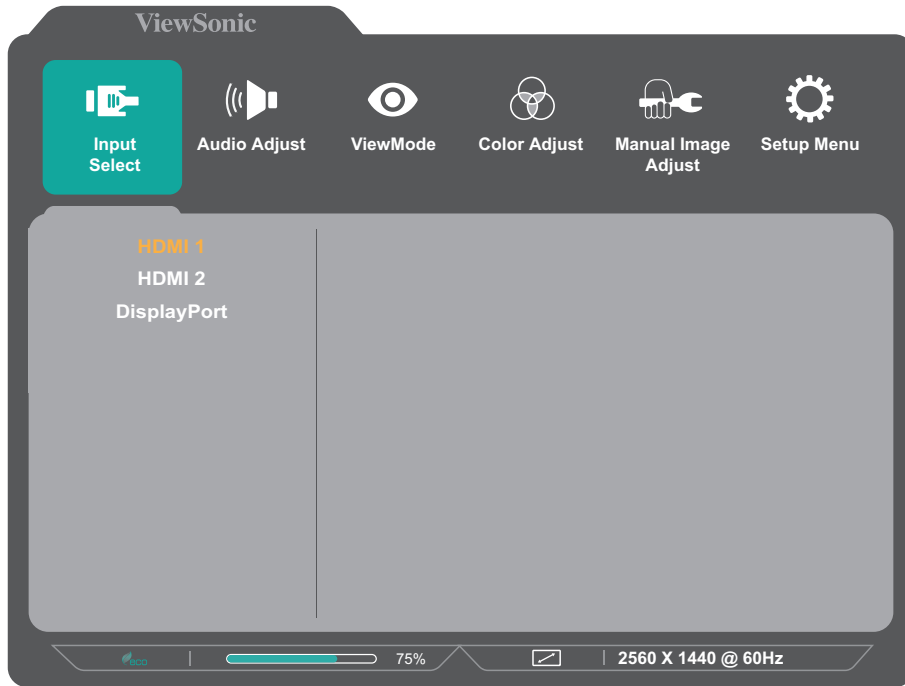 ViewSonic
Input
Select
Audio Adjust
ViewMode
Color Adjust
Manual Image
Adjust
Setup Menu
HDMI 1
HDMI 2
DisplayPort
eco
75%
2560 X 1440 @ 60Hz